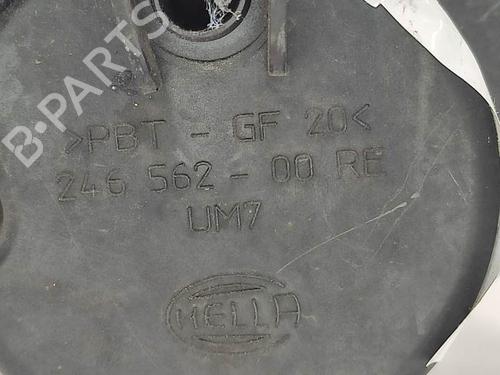 B-PARTS
>PBT - GF 20<
246 562 - 00 RE
UM7
HELLA